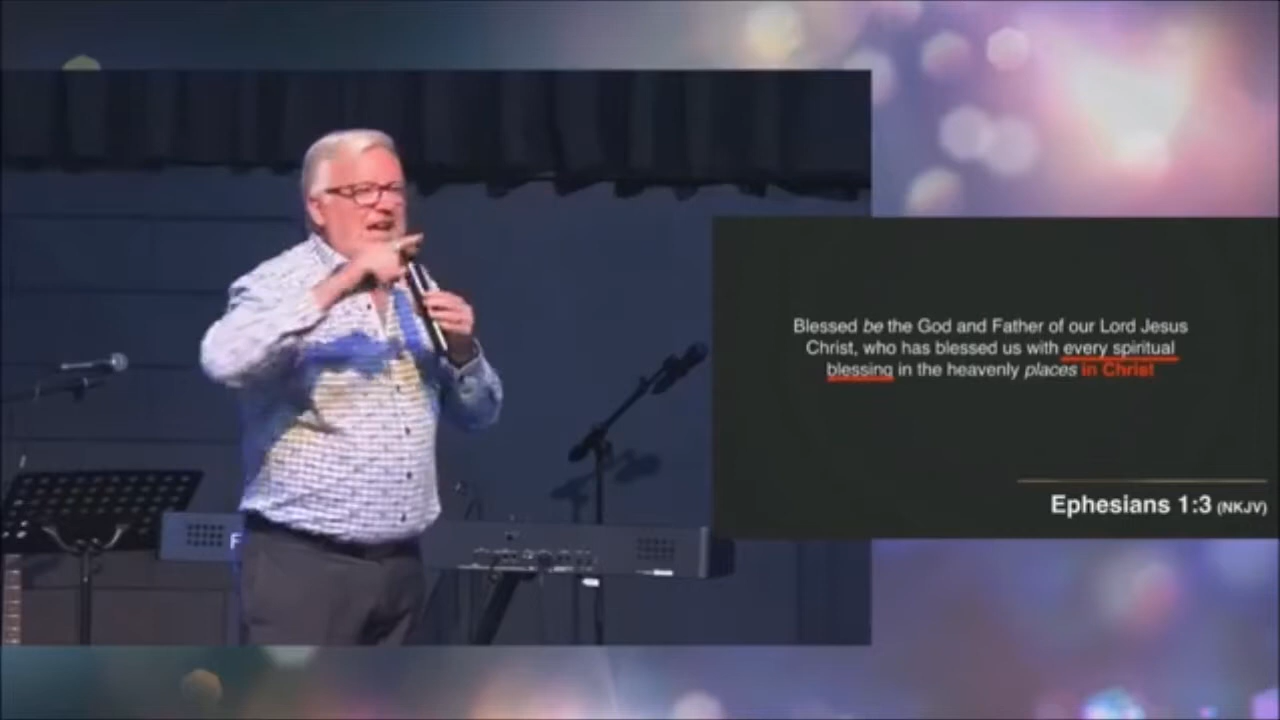 Blessed be the God and Father of our Lord Jesus
Christ, who has blessed us with every spiritual
blessing in the heavenly places in Christ
Ephesians 1:3 (NKJV)